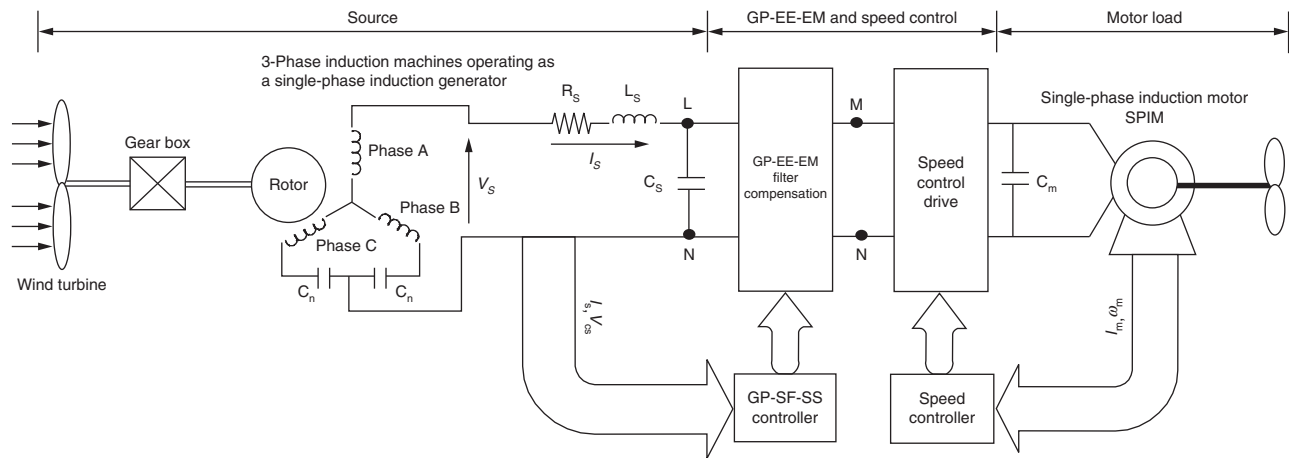 Source
GP-EE-EM and speed control
Motor load
3-Phase induction machines operating as
a single-phase induction generator
Gear box
Rotor
Phase A
Phase B
Phase C
Cn
Cn
Wind turbine
VS
RS
LS
IS
L
CS
N
GP-EE-EM
filter
compensation
M
N
Speed
control
drive
Cm
Single-phase induction motor
SPIM
Is, Vcs
Im, ωm
GP-SF-SS
controller
Speed
controller